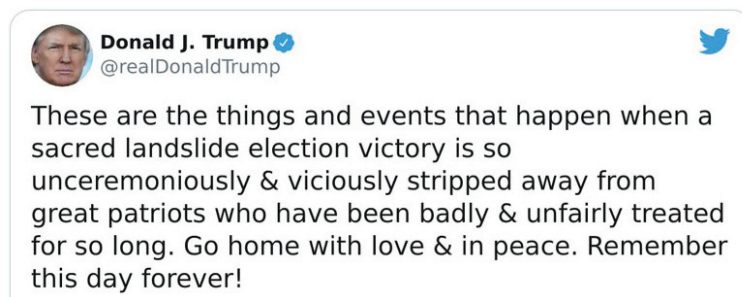 Donald J. Trump
@realDonaldTrump
These are the things and events that happen when a
sacred landslide election victory is so
unceremoniously & viciously stripped away from
great patriots who have been badly & unfairly treated
for so long. Go home with love & in peace. Remember
this day forever!